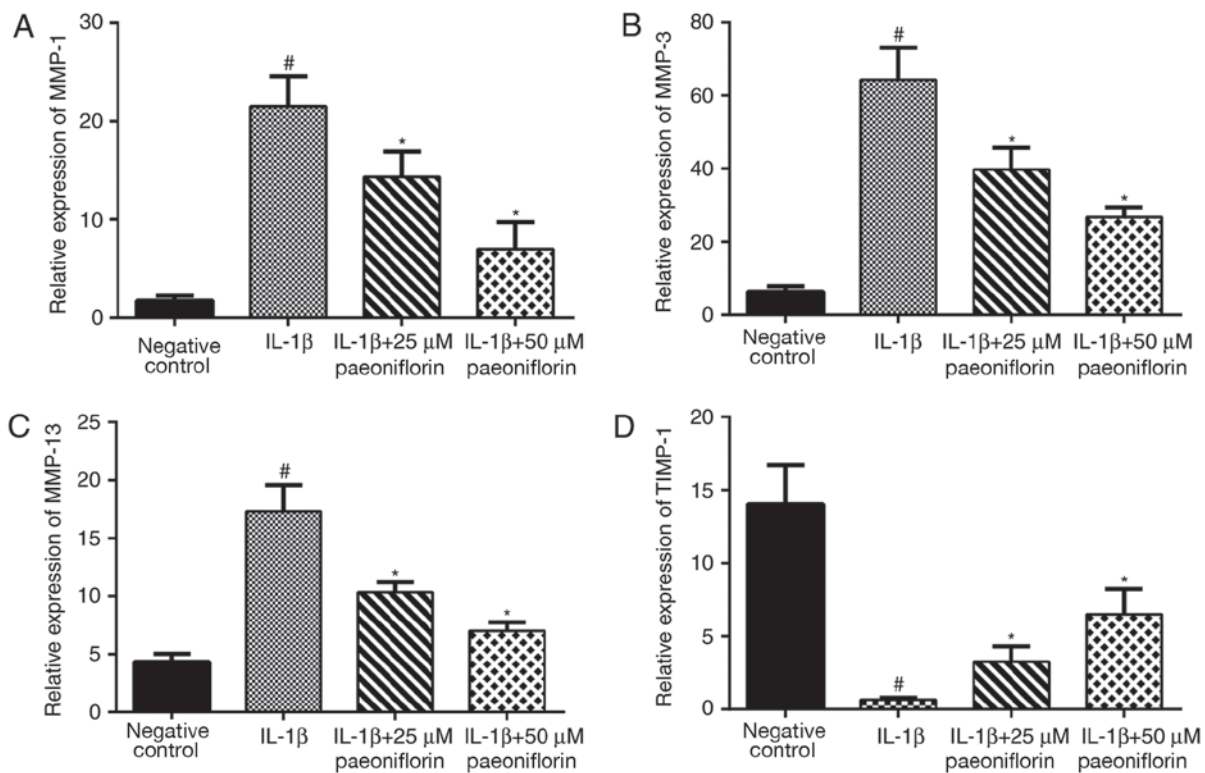 A
Relative expression of MMP-1
30
20
10
0
#
*
*
Negative
control
IL-1β
IL-1β+25 μM
paeoniflorin
IL-1β+50 μM
paeoniflorin
B
Relative expression of MMP-3
80
60
40
20
0
#
*
*
Negative
control
IL-1β
IL-1β+25 μM
paeoniflorin
IL-1β+50 μM
paeoniflorin
C
Relative expression of MMP-13
25
20
15
10
5
0
#
*
*
Negative
control
IL-1β
IL-1β+25 μM
paeoniflorin
IL-1β+50 μM
paeoniflorin
D
Relative expression of TIMP-1
20
15
10
5
0
#
*
*
Negative
control
IL-1β
IL-1β+25 μM
paeoniflorin
IL-1β+50 μM
paeoniflorin